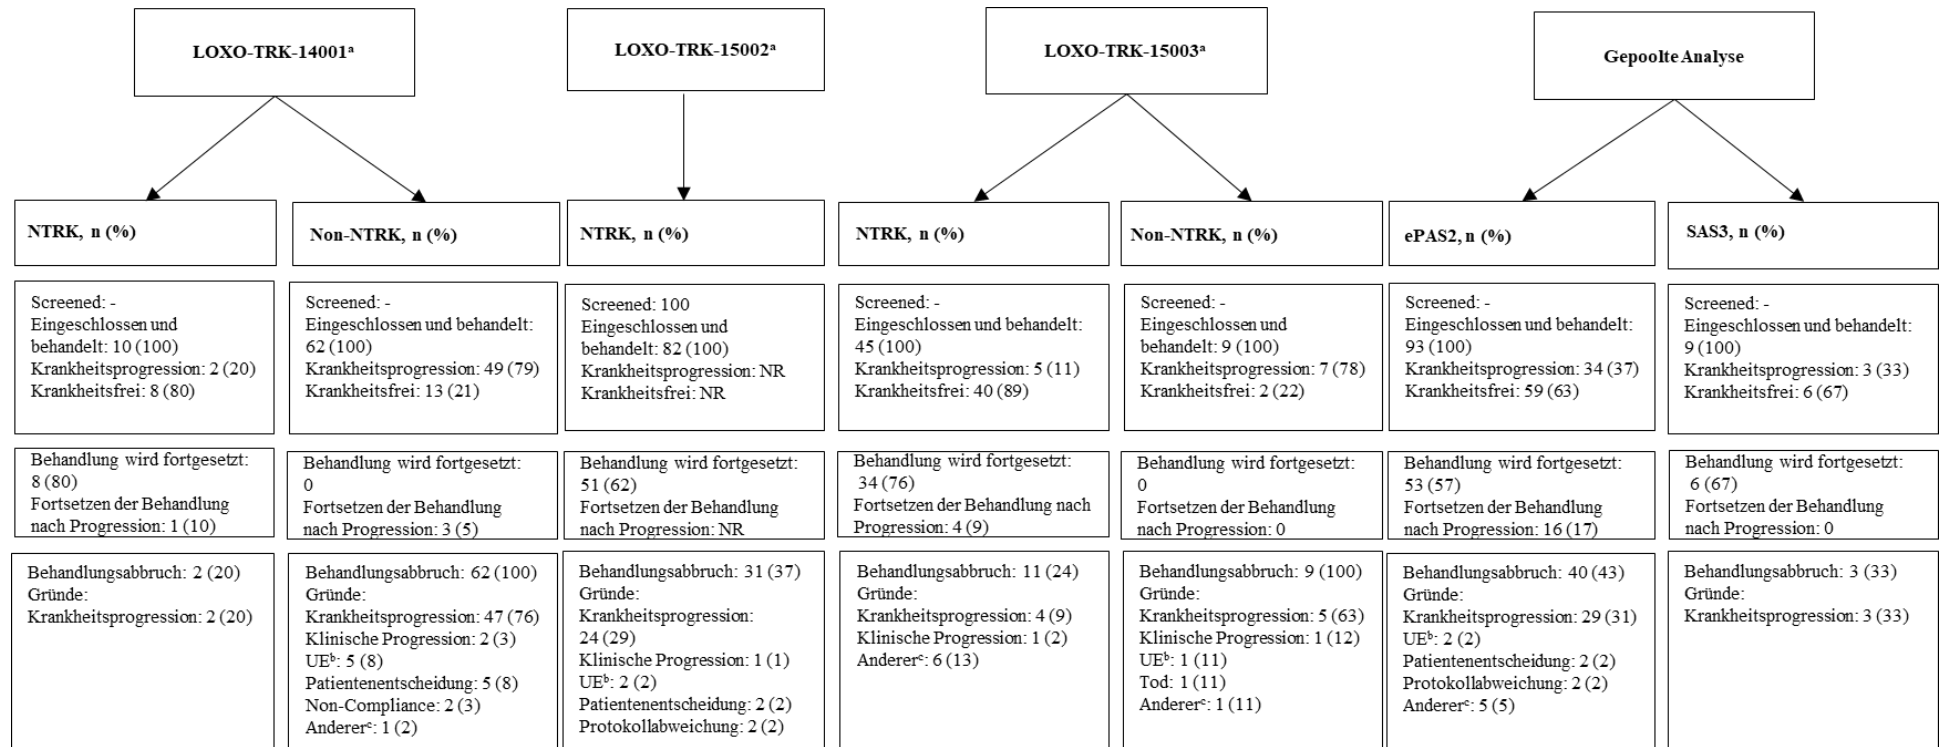 LOXO-TRK-14001ᵃ
LOXO-TRK-15002ᵃ
LOXO-TRK-15003ᵃ
Gepoolte Analyse
NTRK, n (%)
Non-NTRK, n (%)
NTRK, n (%)
NTRK, n (%)
Non-NTRK, n (%)
ePAS2, n (%)
SAS3, n (%)
Screened: -
Eingeschlossen und
behandelt: 10 (100)
Krankheitsprogression: 2 (20)
Krankheitsfrei: 8 (80)
Screened: -
Eingeschlossen und behandelt:
62 (100)
Krankheitsprogression: 49 (79)
Krankheitsfrei: 13 (21)
Screened: 100
Eingeschlossen und
behandelt: 82 (100)
Krankheitsprogression: NR
Krankheitsfrei: NR
Screened: -
Eingeschlossen und behandelt:
45 (100)
Krankheitsprogression: 5 (11)
Krankheitsfrei: 40 (89)
Screened: -
Eingeschlossen und
behandelt: 9 (100)
Krankheitsprogression: 7 (78)
Krankheitsfrei: 2 (22)
Screened: -
Eingeschlossen und behandelt:
93 (100)
Krankheitsprogression: 34 (37)
Krankheitsfrei: 59 (63)
Screened: -
Eingeschlossen und behandelt:
9 (100)
Krankheitsprogression: 3 (33)
Krankheitsfrei: 6 (67)
Behandlung wird fortgesetzt:
8 (80)
Fortsetzen der Behandlung
nach Progression: 1 (10)
Behandlung wird fortgesetzt:
0
Fortsetzen der Behandlung
nach Progression: 3 (5)
Behandlung wird fortgesetzt:
51 (62)
Fortsetzen der Behandlung
nach Progression: NR
Behandlung wird fortgesetzt:
34 (76)
Fortsetzen der Behandlung nach
Progression: 4 (9)
Behandlung wird fortgesetzt:
0
Fortsetzen der Behandlung
nach Progression: 0
Behandlung wird fortgesetzt:
53 (57)
Fortsetzen der Behandlung
nach Progression: 16 (17)
Behandlung wird fortgesetzt:
6 (67)
Fortsetzen der Behandlung
nach Progression: 0
Behandlungsabbruch: 2 (20)
Gründe:
Krankheitsprogression: 2 (20)
Behandlungsabbruch: 62 (100)
Gründe:
Krankheitsprogression: 47 (76)
Klinische Progression: 2 (3)
UEᵇ: 5 (8)
Patientenentscheidung: 5 (8)
Non-Compliance: 2 (3)
Andererᶜ: 1 (2)
Behandlungsabbruch: 31 (37)
Gründe:
Krankheitsprogression:
24 (29)
Klinische Progression: 1 (1)
UEᵇ: 2 (2)
Patientenentscheidung: 2 (2)
Protokollabweichung: 2 (2)
Behandlungsabbruch: 11 (24)
Gründe:
Krankheitsprogression: 4 (9)
Klinische Progression: 1 (2)
Andererᶜ: 6 (13)
Behandlungsabbruch: 9 (100)
Gründe:
Krankheitsprogression: 5 (63)
Klinische Progression: 1 (12)
UEᵇ: 1 (11)
Tod: 1 (11)
Andererᶜ: 1 (11)
Behandlungsabbruch: 40 (43)
Gründe:
Krankheitsprogression: 29 (31)
UEᵇ: 2 (2)
Patientenentscheidung: 2 (2)
Protokollabweichung: 2 (2)
Andererᶜ: 5 (5)
Behandlungsabbruch: 3 (33)
Gründe:
Krankheitsprogression: 3 (33)